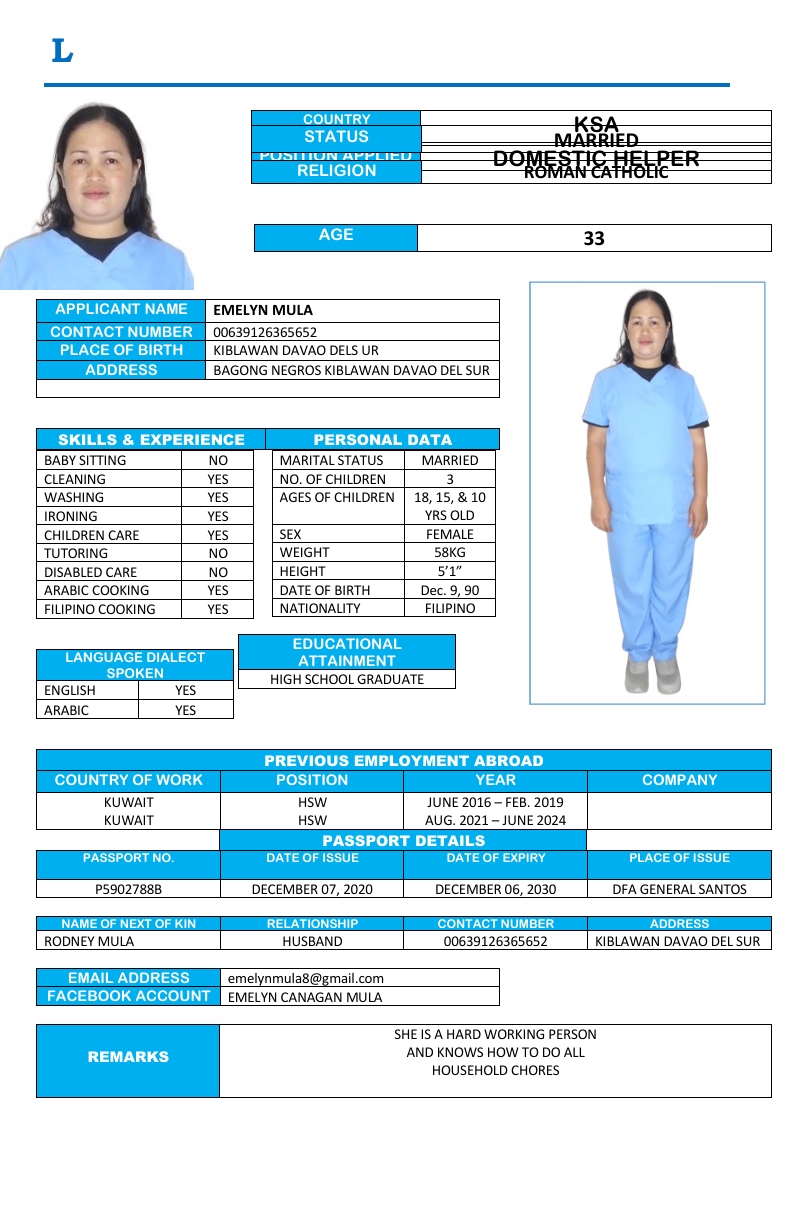 L
COUNTRY KSA
STATUS MARRIED
POSITION APPLIED DOMESTIC HELPER
RELIGION ROMAN CATHOLIC
AGE 33
APPLICANT NAME EMELYN MULA
CONTACT NUMBER 00639126365652
PLACE OF BIRTH KIBLAWAN DAVAO DELS UR
ADDRESS BAGONG NEGROS KIBLAWAN DAVAO DEL SUR
SKILLS & EXPERIENCE
BABY SITTING NO
CLEANING YES
WASHING YES
IRONING YES
CHILDREN CARE YES
TUTORING NO
DISABLED CARE NO
ARABIC COOKING YES
FILIPINO COOKING YES
PERSONAL DATA
MARITAL STATUS MARRIED
NO. OF CHILDREN 3
AGES OF CHILDREN 18, 15, & 10
YRS OLD
SEX FEMALE
WEIGHT 58KG
HEIGHT 5’1”
DATE OF BIRTH Dec. 9, 90
NATIONALITY FILIPINO
LANGUAGE DIALECT
SPOKEN
ENGLISH YES
ARABIC YES
EDUCATIONAL
ATTAINMENT
HIGH SCHOOL GRADUATE
PREVIOUS EMPLOYMENT ABROAD
COUNTRY OF WORK POSITION YEAR COMPANY
KUWAIT HSW JUNE 2016 – FEB. 2019
KUWAIT HSW AUG. 2021 – JUNE 2024
PASSPORT DETAILS
PASSPORT NO. DATE OF ISSUE DATE OF EXPIRY PLACE OF ISSUE
P5902788B DECEMBER 07, 2020 DECEMBER 06, 2030 DFA GENERAL SANTOS
NAME OF NEXT OF KIN RELATIONSHIP CONTACT NUMBER ADDRESS
RODNEY MULA HUSBAND 00639126365652 KIBLAWAN DAVAO DEL SUR
EMAIL ADDRESS emelynmula8@gmail.com
FACEBOOK ACCOUNT EMELYN CANAGAN MULA
REMARKS
SHE IS A HARD WORKING PERSON
AND KNOWS HOW TO DO ALL
HOUSEHOLD CHORES